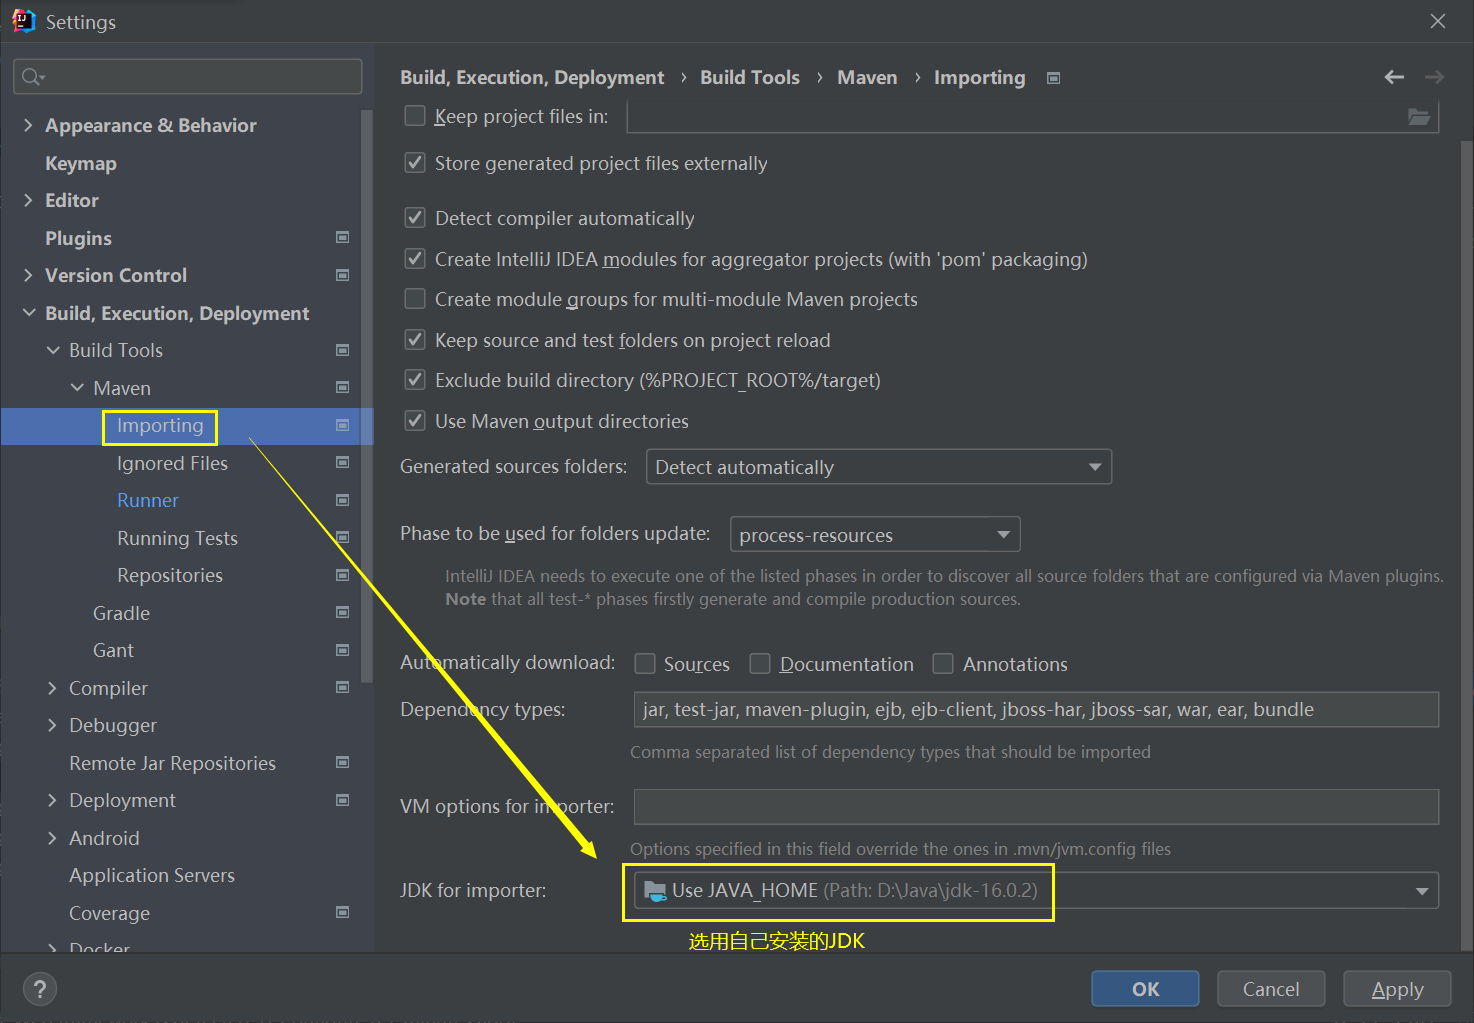 Settings
Appearance & Behavior
Keymap
Editor
Plugins
Version Control
Build, Execution, Deployment
Build Tools
Maven
Importing
Ignored Files
Runner
Running Tests
Repositories
Gradle
Gant
Compiler
Debugger
Remote Jar Repositories
Deployment
Android
Application Servers
Coverage
Docker
Build, Execution, Deployment › Build Tools › Maven › Importing
Keep project files in:
Store generated project files externally
Detect compiler automatically
Create IntelliJ IDEA modules for aggregator projects (with 'pom' packaging)
Create module groups for multi-module Maven projects
Keep source and test folders on project reload
Exclude build directory (%PROJECT_ROOT%/target)
Use Maven output directories
Generated sources folders: Detect automatically
Phase to be used for folders update: process-resources
IntelliJ IDEA needs to execute one of the listed phases in order to discover all source folders that are configured via Maven plugins.
Note that all test-* phases firstly generate and compile production sources.
Automatically download: Sources Documentation Annotations
Dependency types: jar, test-jar, maven-plugin, ejb, ejb-client, jboss-har, jboss-sar, war, ear, bundle
Comma separated list of dependency types that should be imported
VM options for importer:
Options specified in this field override the ones in .mvn/jvm.config files
JDK for importer: Use JAVA_HOME (Path: D:\Java\jdk-16.0.2)
选用自己安装的JDK
? OK Cancel Apply